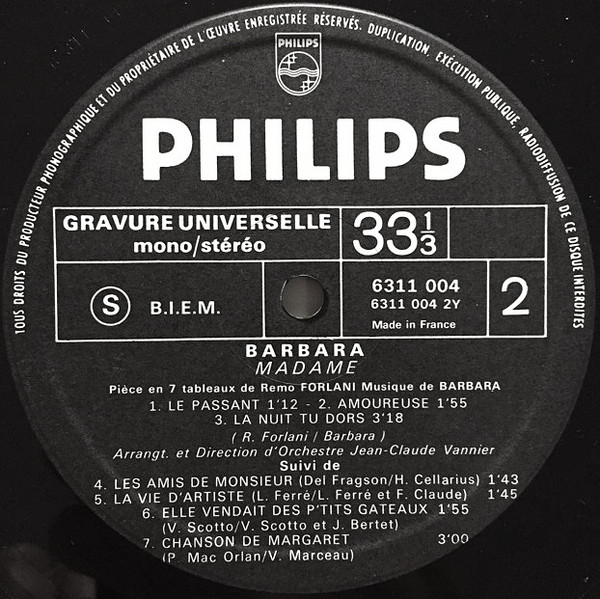 TOUS DROITS DU PRODUCTEUR PHONOGRAPHIQUE ET DU PROPRIÉTAIRE DE L'ŒUVRE ENREGISTRÉE RÉSERVÉS. DUPLICATION, EXÉCUTION PUBLIQUE, RADIODIFFUSION DE CE DISQUE INTERDITES
PHILIPS
PHILIPS
GRAVURE UNIVERSELLE
mono/stéréo
33 1/3
S B.I.E.M.
6311 004
6311 004 2Y
Made in France
2
BARBARA
MADAME
Pièce en 7 tableaux de Remo FORLANI Musique de BARBARA
1. LE PASSANT 1'12 - 2. AMOUREUSE 1'55
3. LA NUIT TU DORS 3'18
( R. Forlani / Barbara )
Arrangt. et Direction d'Orchestre Jean-Claude Vannier
Suivi de
4. LES AMIS DE MONSIEUR (Del Fragson/H. Cellarius) 1'43
5. LA VIE D'ARTISTE (L. Ferré/L. Ferré et F. Claude) 1'45
6. ELLE VENDAIT DES P'TITS GATEAUX 1'55
(V. Scotto/V. Scotto et J. Bertet)
7. CHANSON DE MARGARET 3'00
(P. Mac Orlan/V. Marceau)